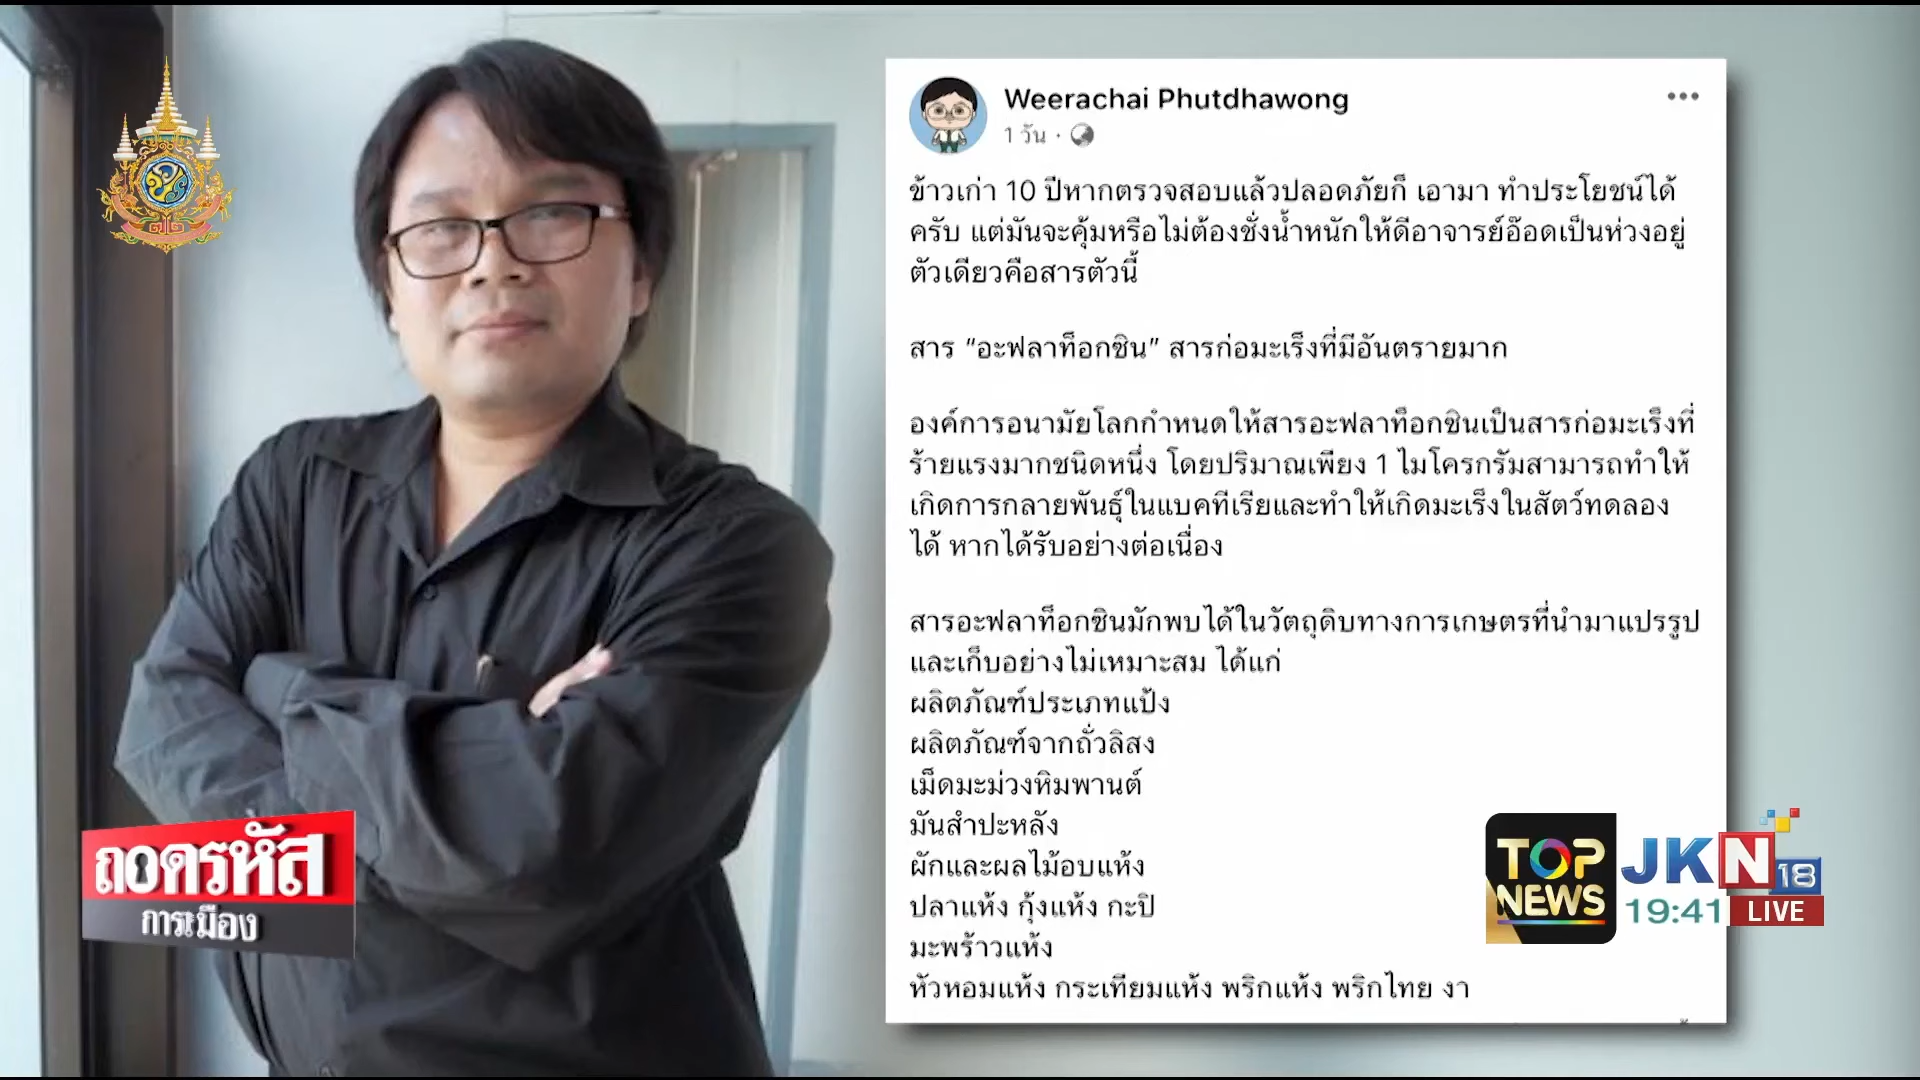 Weerachai Phutdhawong
1 วัน ·
ข้าวเก่า 10 ปีหากตรวจสอบแล้วปลอดภัยก็ เอามา ทำประโยชน์ได้
ครับ แต่มันจะคุ้มหรือไม่ต้องชั่งน้ำหนักให้ดีอาจารย์อ๊อดเป็นห่วงอยู่
ตัวเดียวคือสารตัวนี้
สาร “อะฟลาท็อกซิน” สารก่อมะเร็งที่มีอันตรายมาก
องค์การอนามัยโลกกำหนดให้สารอะฟลาท็อกซินเป็นสารก่อมะเร็งที่
ร้ายแรงมากชนิดหนึ่ง โดยปริมาณเพียง 1 ไมโครกรัมสามารถทำให้
เกิดการกลายพันธุ์ในแบคทีเรียและทำให้เกิดมะเร็งในสัตว์ทดลอง
ได้ หากได้รับอย่างต่อเนื่อง
สารอะฟลาท็อกซินมักพบได้ในวัตถุดิบทางการเกษตรที่นำมาแปรรูป
และเก็บอย่างไม่เหมาะสม ได้แก่
ผลิตภัณฑ์ประเภทแป้ง
ผลิตภัณฑ์จากถั่วลิสง
เม็ดมะม่วงหิมพานต์
มันสำปะหลัง
ผักและผลไม้อบแห้ง
ปลาแห้ง กุ้งแห้ง กะปิ
มะพร้าวแห้ง
หัวหอมแห้ง กระเทียมแห้ง พริกแห้ง พริกไทย งา
ถอดรหัส
การเมือง
TOP
NEWS
JKN
18
19:41
LIVE
๗๒